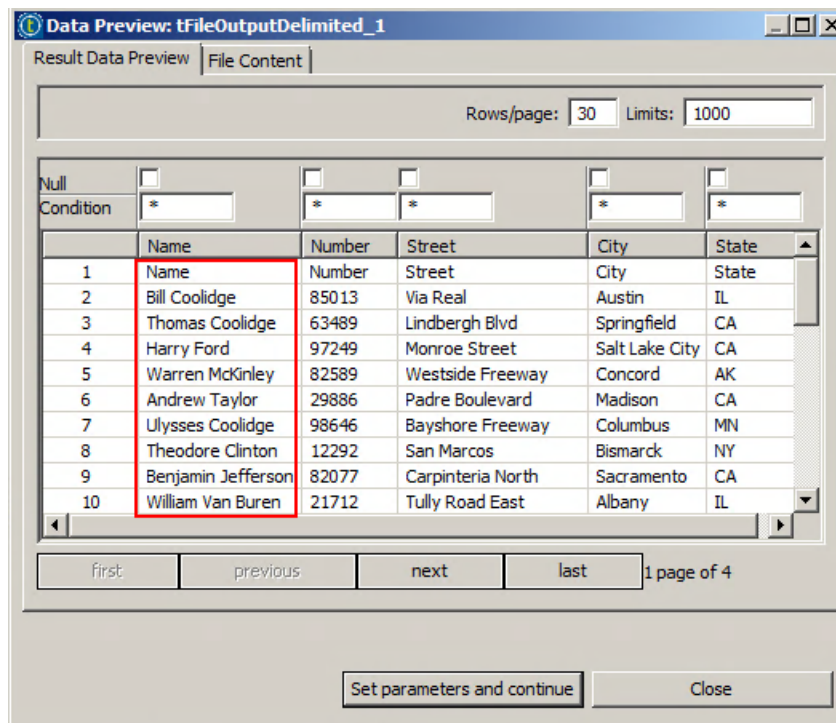 Data Preview: tFileOutputDelimited_1
Result Data Preview File Content
Rows/page: 30 Limits: 1000
Null
Condition * * * * *
Name Number Street City State
1 Name Number Street City State
2 Bill Coolidge 85013 Via Real Austin IL
3 Thomas Coolidge 63489 Lindbergh Blvd Springfield CA
4 Harry Ford 97249 Monroe Street Salt Lake City CA
5 Warren McKinley 82589 Westside Freeway Concord AK
6 Andrew Taylor 29886 Padre Boulevard Madison CA
7 Ulysses Coolidge 98646 Bayshore Freeway Columbus MN
8 Theodore Clinton 12292 San Marcos Bismarck NY
9 Benjamin Jefferson 82077 Carpinteria North Sacramento CA
10 William Van Buren 21712 Tully Road East Albany IL
first previous next last 1 page of 4
Set parameters and continue Close